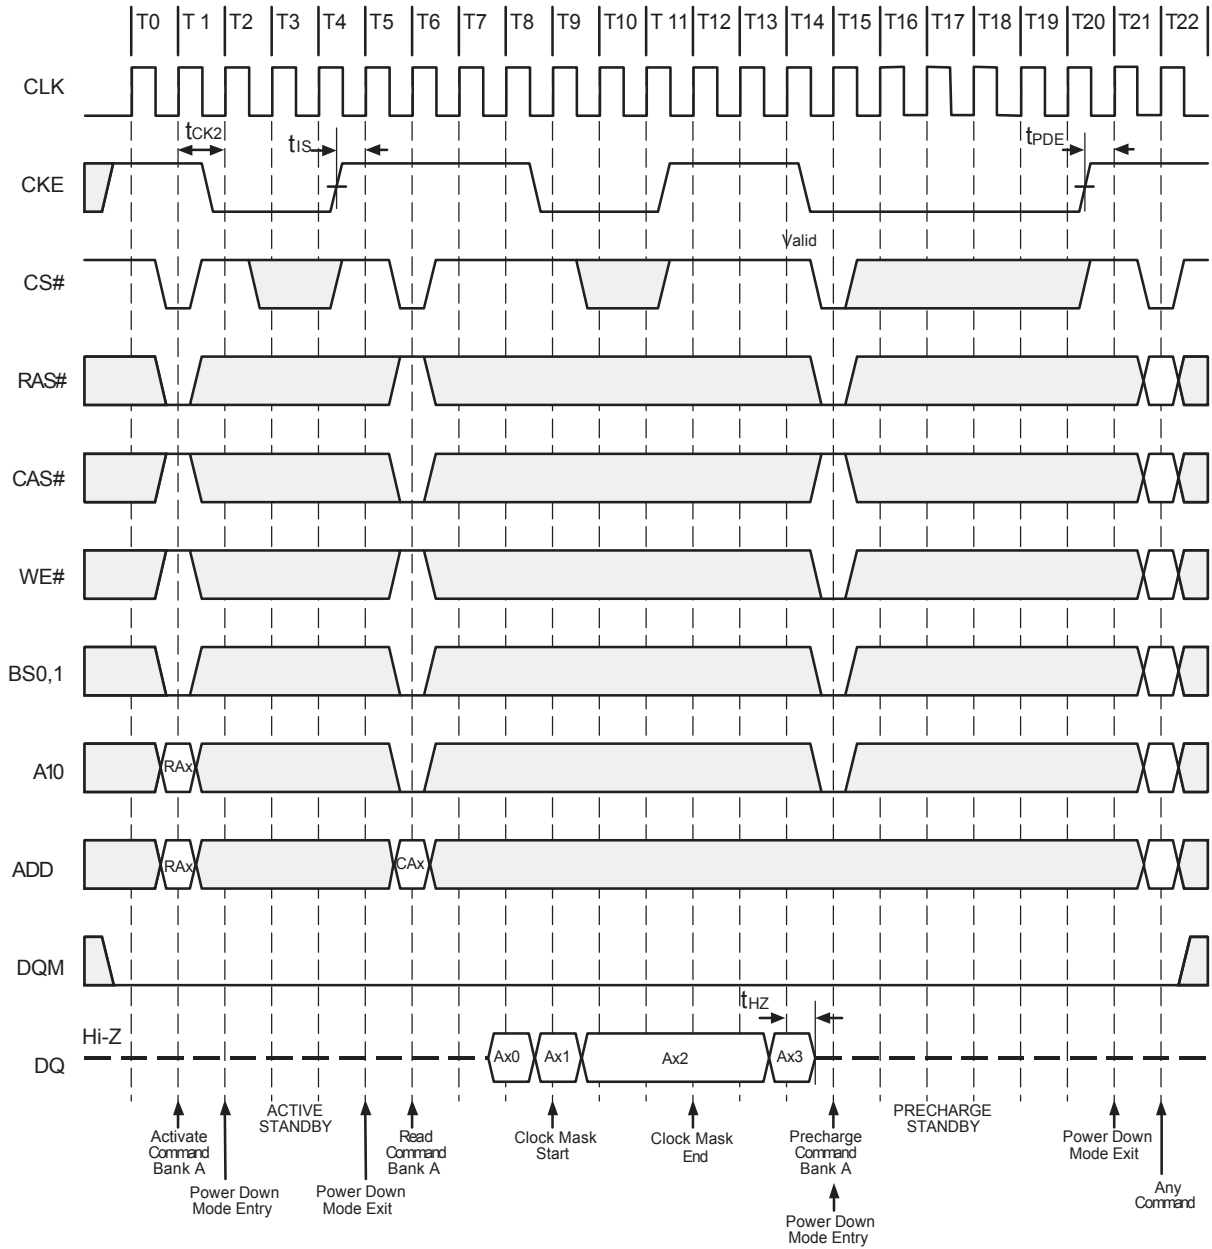 T0 T 1 T2 T3 T4 T5 T6 T7 T8 T9 T10 T 11 T12 T13 T14 T15 T16 T17 T18 T19 T20 T21 T22
CLK
tCK2
tIS
tPDE
CKE
Valid
CS#
RAS#
CAS#
WE#
BS0,1
A10
RAx
ADD
RAx
CAx
DQM
tHZ
Hi-Z
DQ
Ax0
Ax1
Ax2
Ax3
Activate
Command
Bank A
Power Down
Mode Entry
ACTIVE
STANDBY
Power Down
Mode Exit
Read
Command
Bank A
Clock Mask
Start
Clock Mask
End
Precharge
Command
Bank A
Power Down
Mode Entry
PRECHARGE
STANDBY
Power Down
Mode Exit
Any
Command